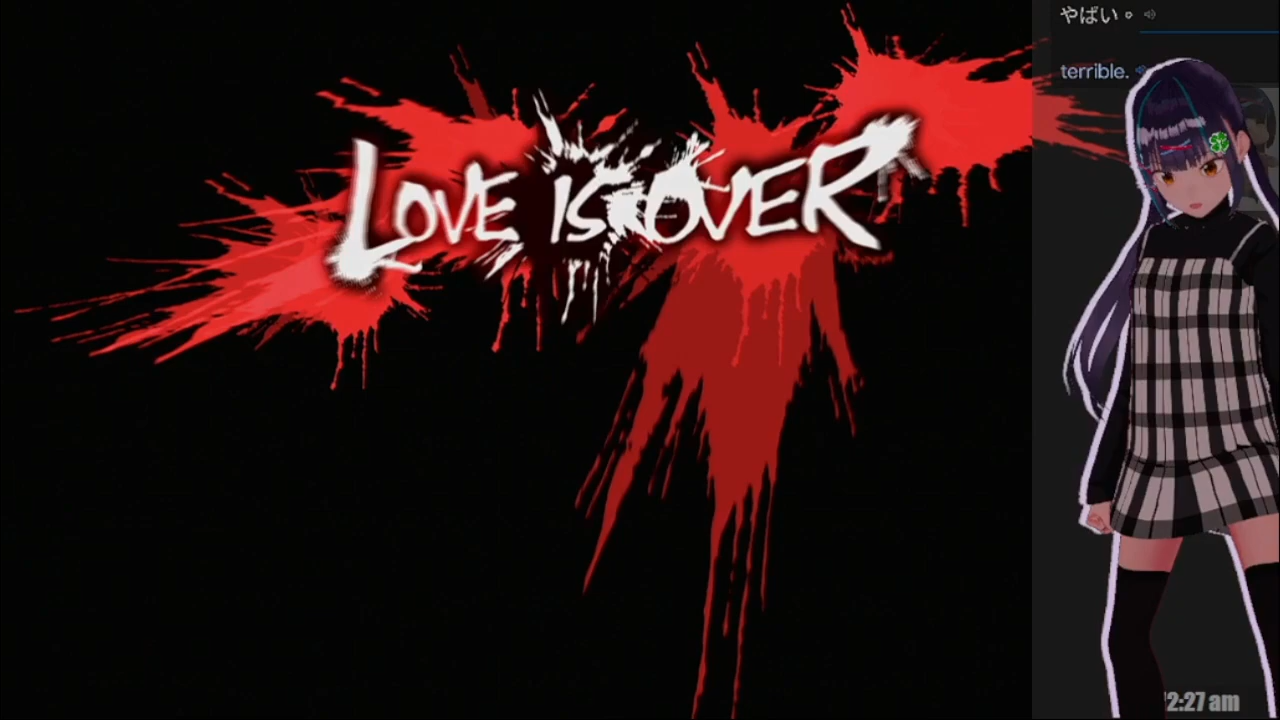 やばい。
terrible.
LOVE IS OVER
2:27 am